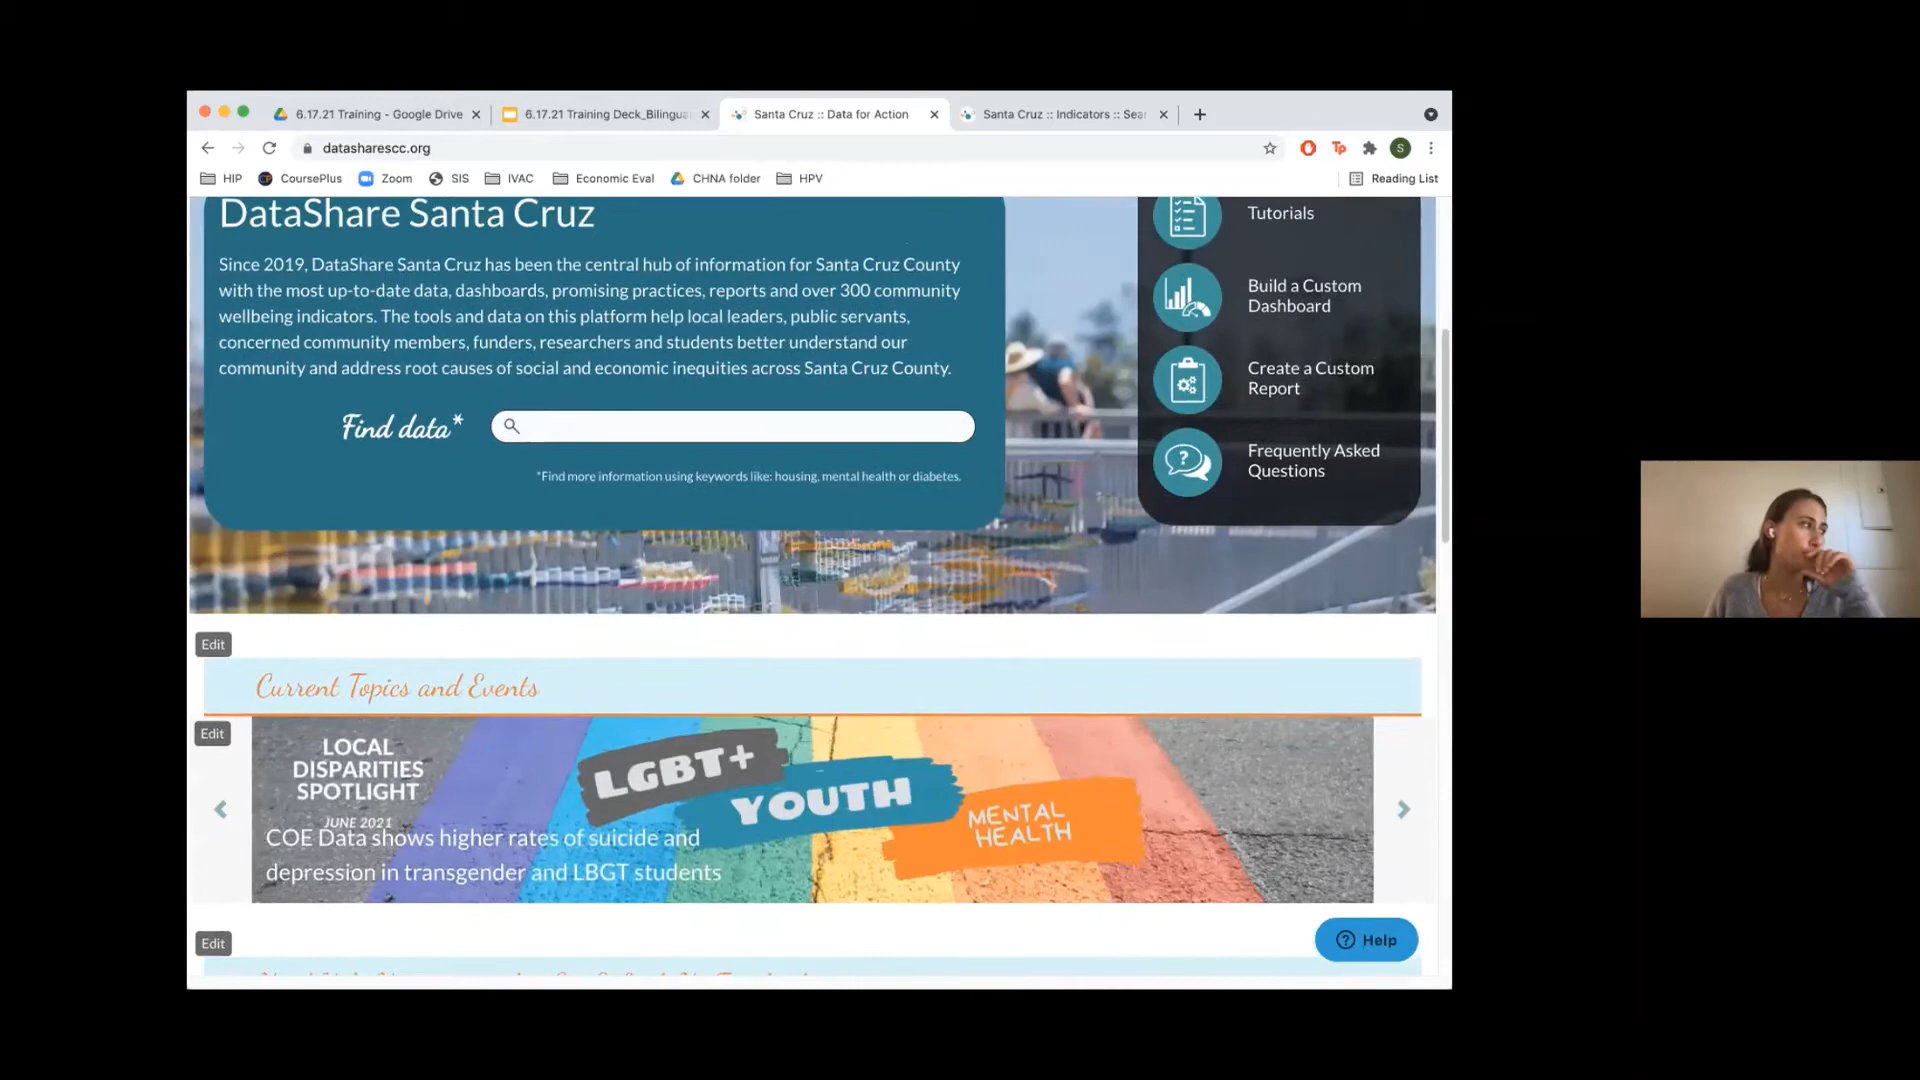 6.17.21 Training - Google Drive
6.17.21 Training Deck_Bilingua
Santa Cruz :: Data for Action
Santa Cruz :: Indicators :: Sear
datasharescc.org
Tp
S
HIP
CP
CoursePlus
Zoom
SIS
IVAC
Economic Eval
CHNA folder
HPV
Reading List
DataShare Santa Cruz
Since 2019, DataShare Santa Cruz has been the central hub of information for Santa Cruz County
with the most up-to-date data, dashboards, promising practices, reports and over 300 community
wellbeing indicators. The tools and data on this platform help local leaders, public servants,
concerned community members, funders, researchers and students better understand our
community and address root causes of social and economic inequities across Santa Cruz County.
Find data*
*Find more information using keywords like: housing, mental health or diabetes.
Tutorials
Build a Custom
Dashboard
Create a Custom
Report
Frequently Asked
Questions
Edit
Current Topics and Events
Edit
LOCAL
DISPARITIES
SPOTLIGHT
JUNE 2021
COE Data shows higher rates of suicide and
depression in transgender and LBGT students
LGBT+
YOUTH
MENTAL
HEALTH
Edit
Help